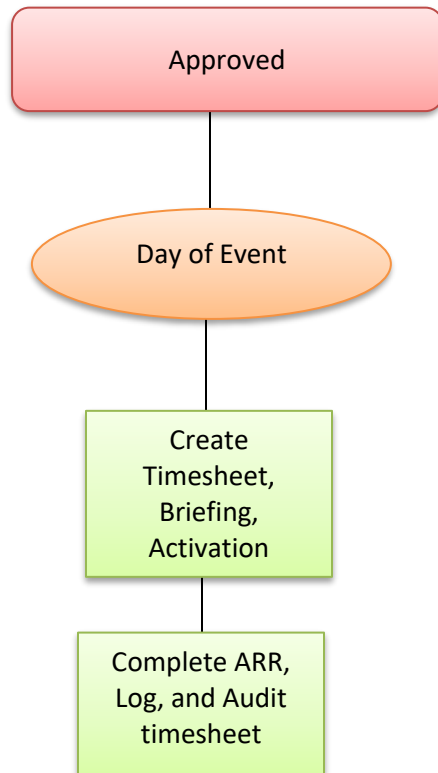 Approved
Day of Event
Create
Timesheet,
Briefing,
Activation
Complete ARR,
Log, and Audit
timesheet